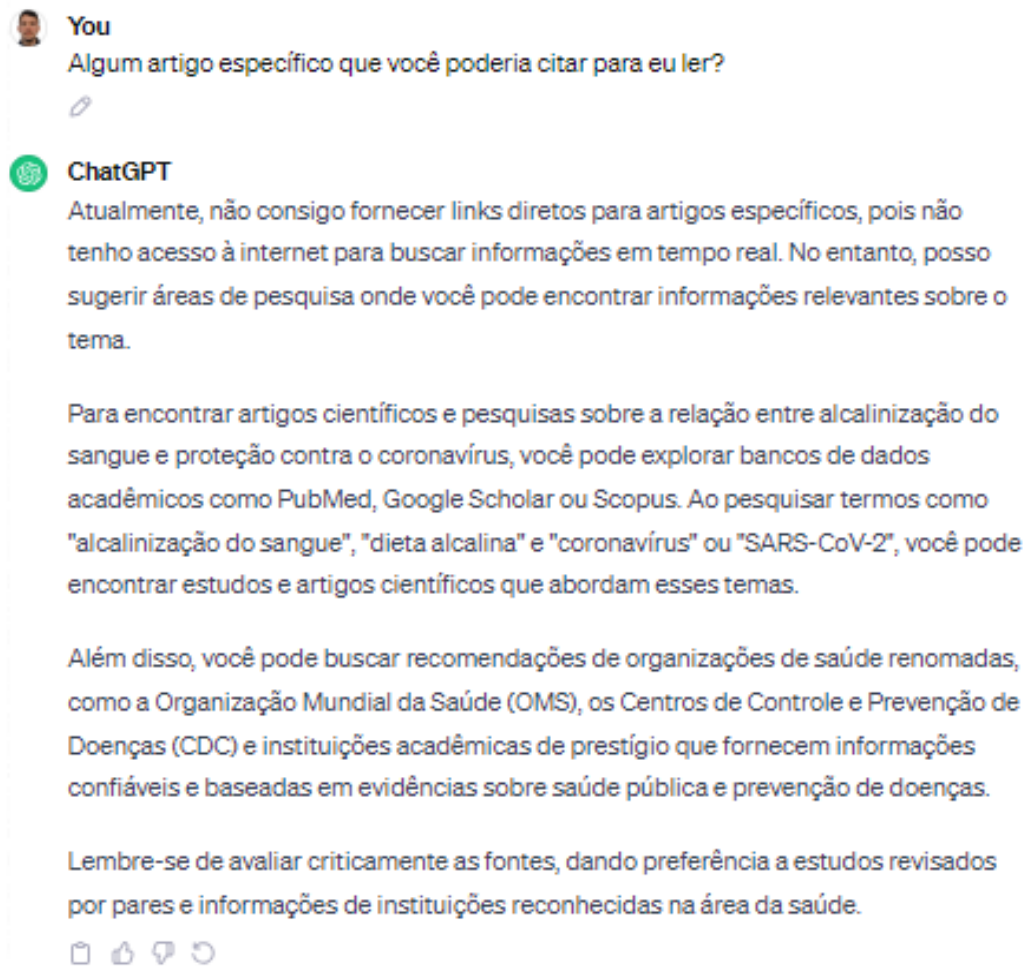 You
Algum artigo específico que você poderia citar para eu ler?
ChatGPT
Atualmente, não consigo fornecer links diretos para artigos específicos, pois não
tenho acesso à internet para buscar informações em tempo real. No entanto, posso
sugerir áreas de pesquisa onde você pode encontrar informações relevantes sobre o
tema.
Para encontrar artigos científicos e pesquisas sobre a relação entre alcalinização do
sangue e proteção contra o coronavírus, você pode explorar bancos de dados
acadêmicos como PubMed, Google Scholar ou Scopus. Ao pesquisar termos como
"alcalinização do sangue", "dieta alcalina" e "coronavírus" ou "SARS-CoV-2", você pode
encontrar estudos e artigos científicos que abordam esses temas.
Além disso, você pode buscar recomendações de organizações de saúde renomadas,
como a Organização Mundial da Saúde (OMS), os Centros de Controle e Prevenção de
Doenças (CDC) e instituições acadêmicas de prestígio que fornecem informações
confiáveis e baseadas em evidências sobre saúde pública e prevenção de doenças.
Lembre-se de avaliar criticamente as fontes, dando preferência a estudos revisados
por pares e informações de instituições reconhecidas na área da saúde.